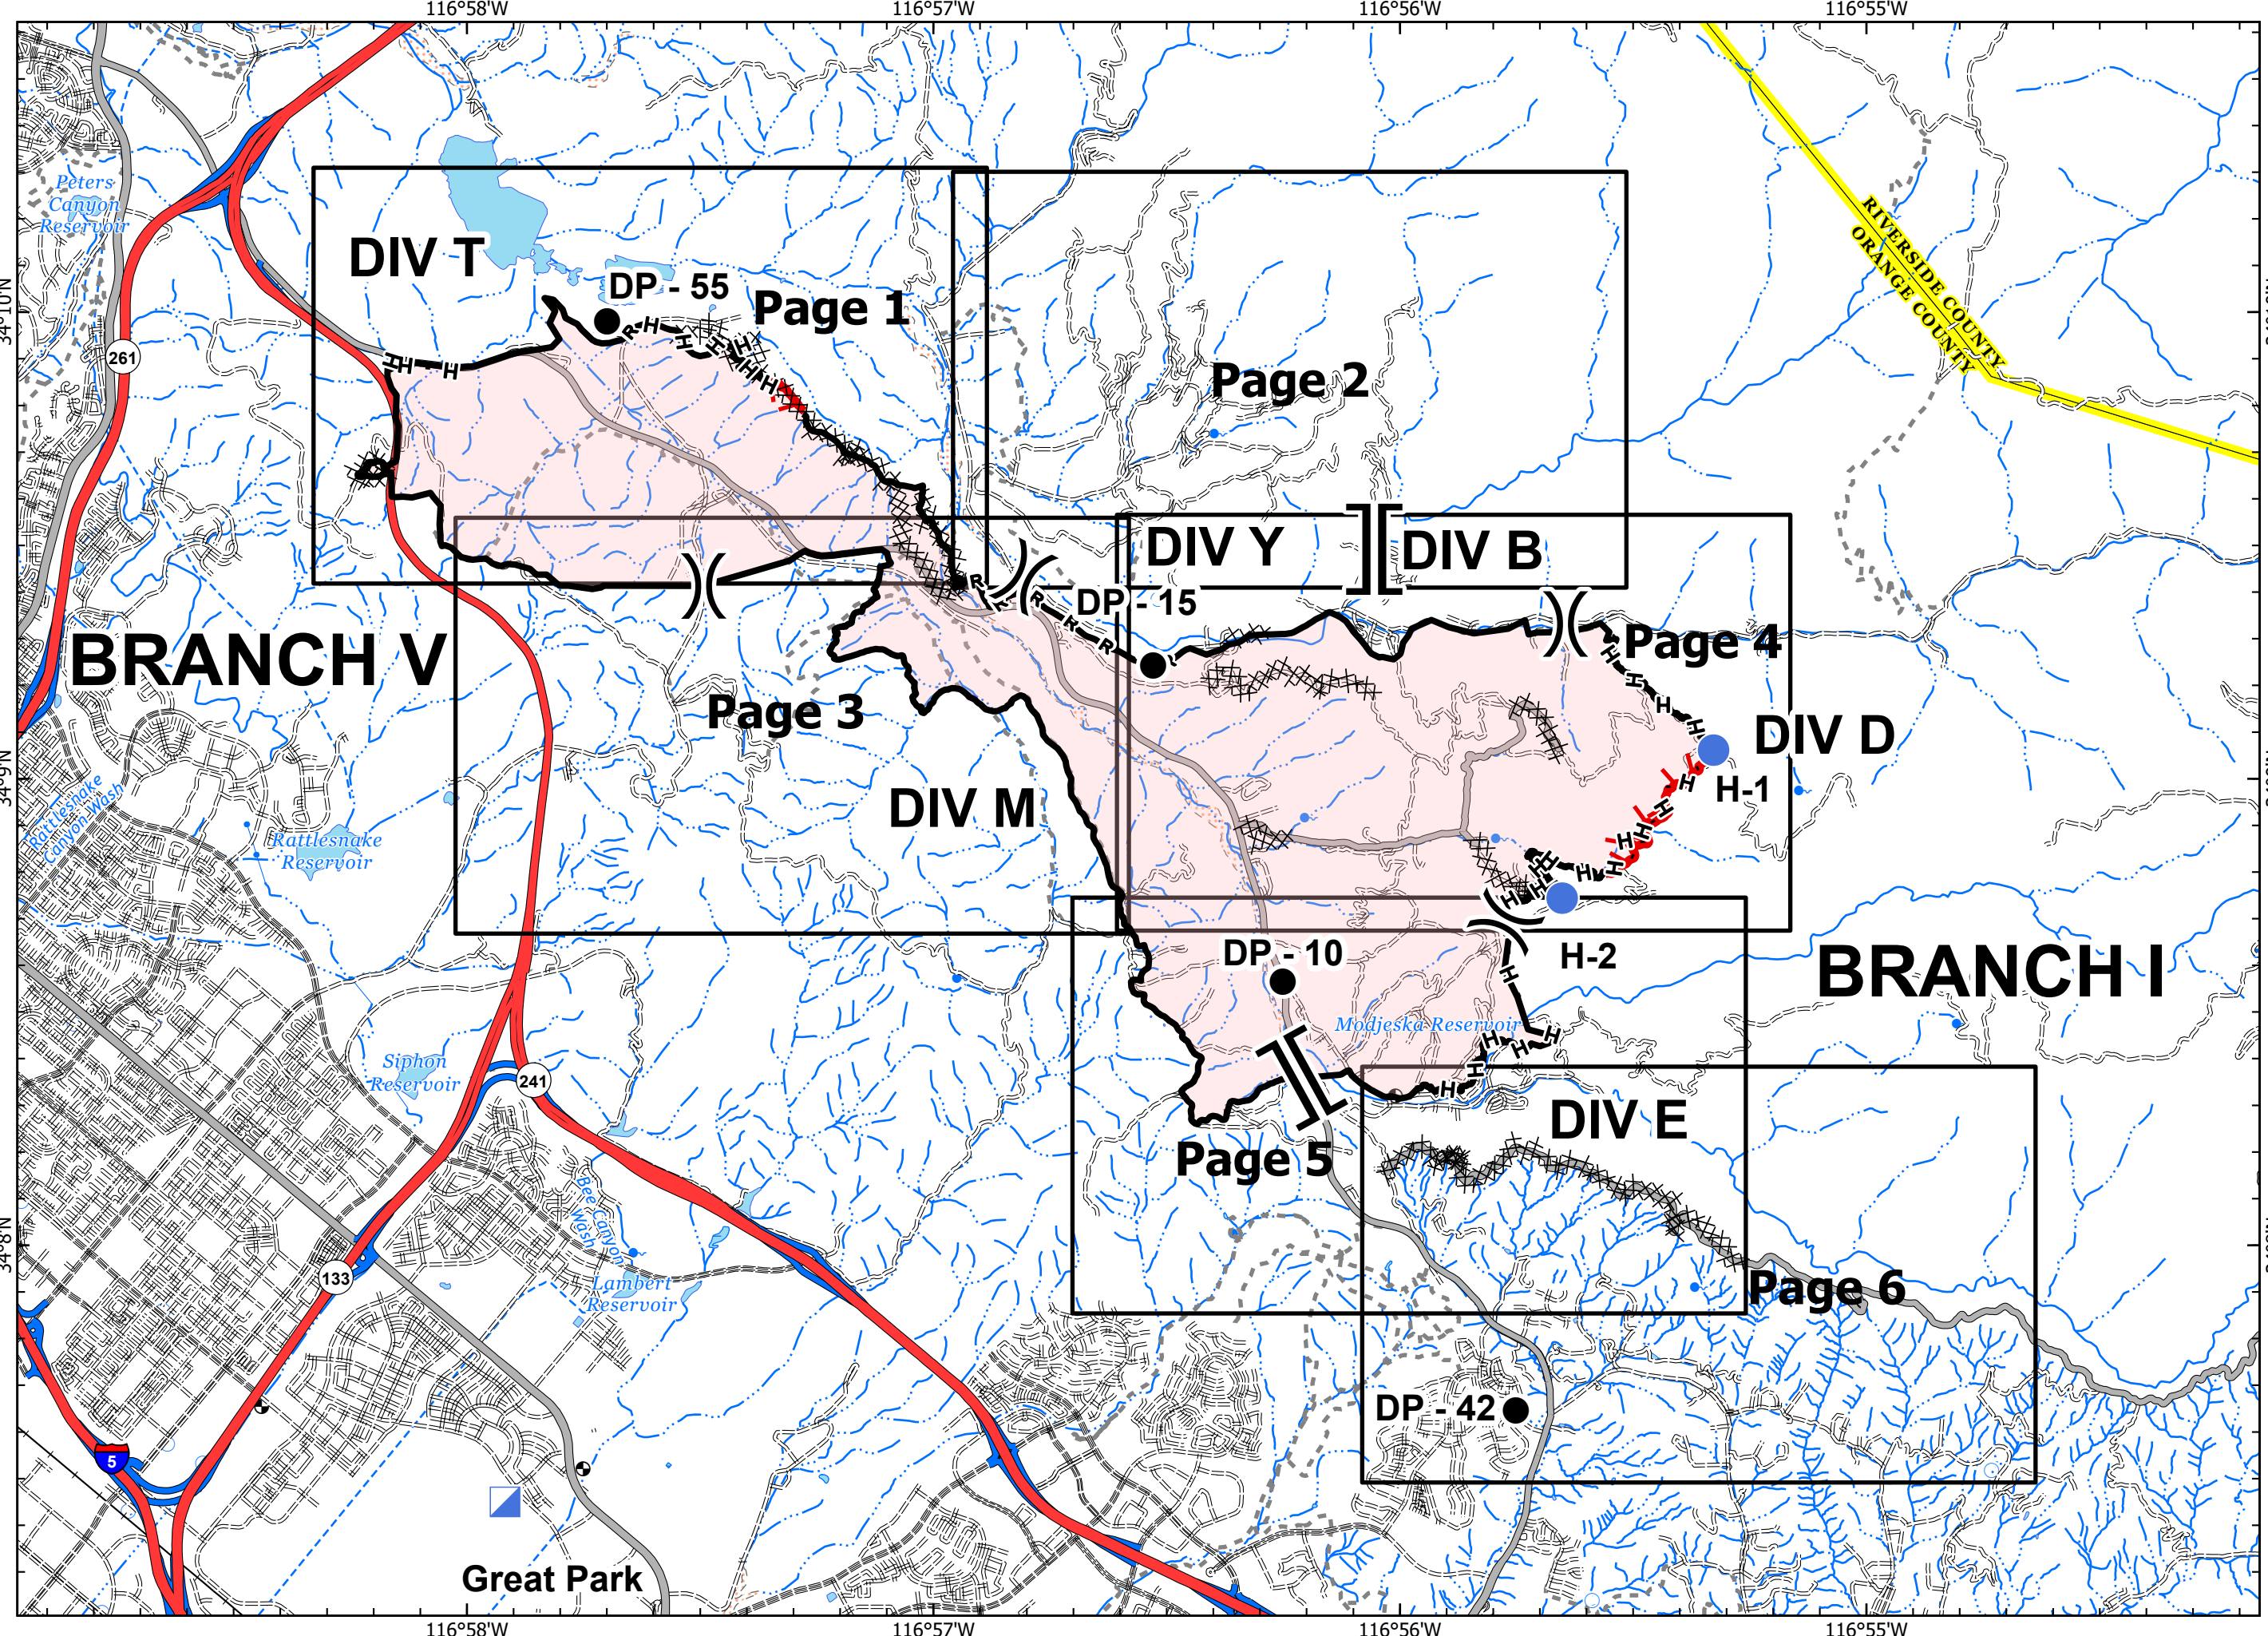 116°58'W
116°57'W
116°56'W
116°55'W
Peters
Canyon
Reservoir
RIVERSIDE COUNTY
ORANGE COUNTY
DIV T
DP - 55
Page 1
34°10'N
261
Page 2
DIV Y
DIV B
DP - 15
BRANCH V
Page 4
Page 3
DIV D
H-1
34°9'N
DIV M
Rattlesnake
Canyon Wash
Rattlesnake
Reservoir
DP - 10
H-2
BRANCH I
Modjeska Reservoir
Siphon
Reservoir
241
DIV E
Page 5
Bee Canyon
Wash
34°8'N
133
Lambert
Reservoir
Page 6
DP - 42
5
Great Park
116°58'W
116°57'W
116°56'W
116°55'W